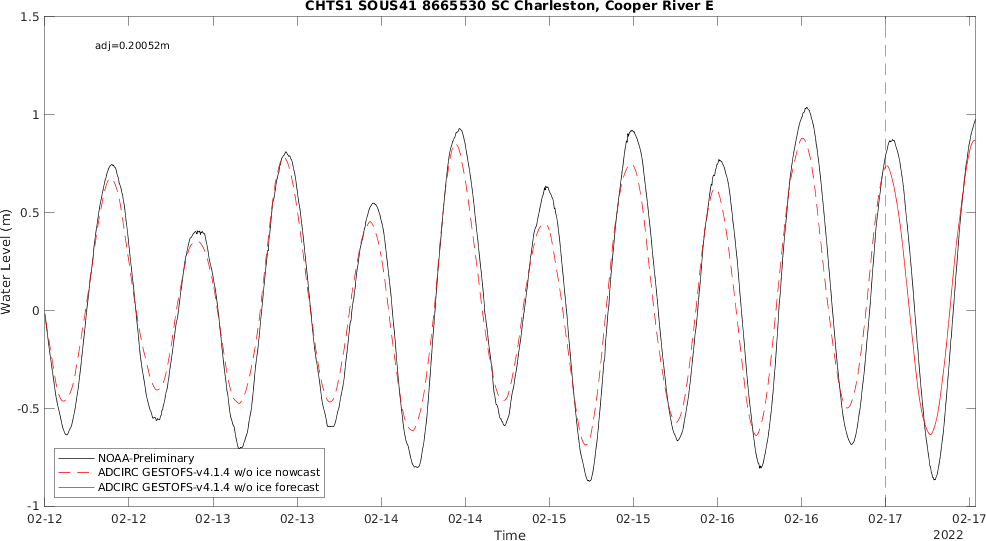 CHTS1 SOUS41 8665530 SC Charleston, Cooper River E
adj=0.20052m
1.5
1
0.5
0
-0.5
-1
Water Level (m)
NOAA-Preliminary
ADCIRC GESTOFS-v4.1.4 w/o ice nowcast
ADCIRC GESTOFS-v4.1.4 w/o ice forecast
02-12 02-12 02-13 02-13 02-14 02-14 02-15 02-15 02-16 02-16 02-17 02-17
Time
2022